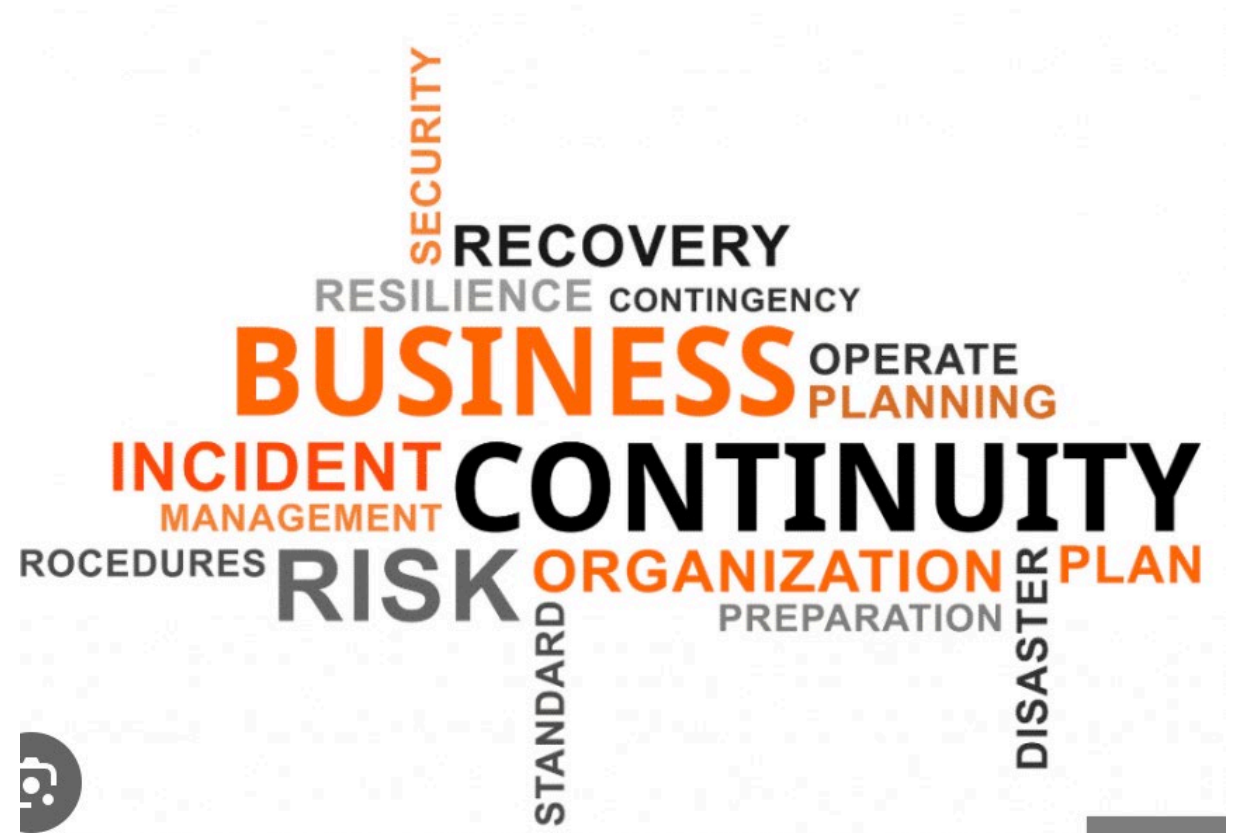 SECURITY
RECOVERY
RESILIENCE CONTINGENCY
BUSINESS
OPERATE
PLANNING
INCIDENT
CONTINUITY
MANAGEMENT
ROCEDURES
RISK
ORGANIZATION
PLAN
PREPARATION
STANDARD
DISASTER